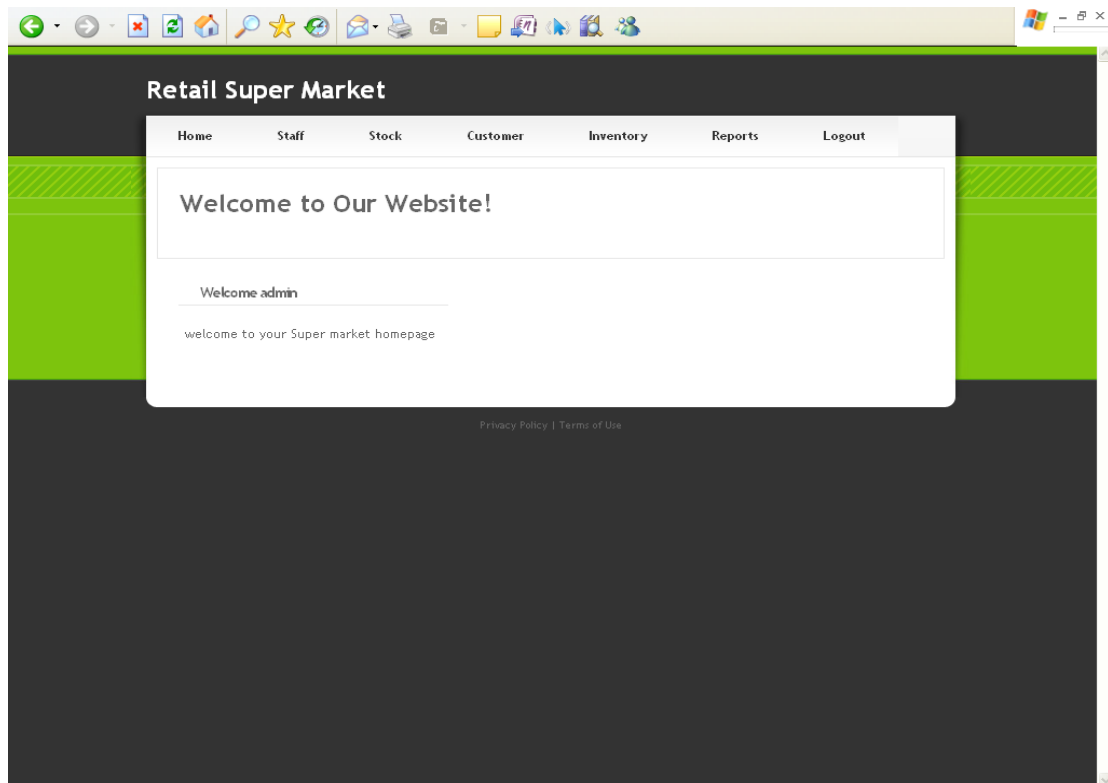 Retail Super Market
Home Staff Stock Customer Inventory Reports Logout
Welcome to Our Website!
Welcome admin
welcome to your Super market homepage
Privacy Policy | Terms of Use